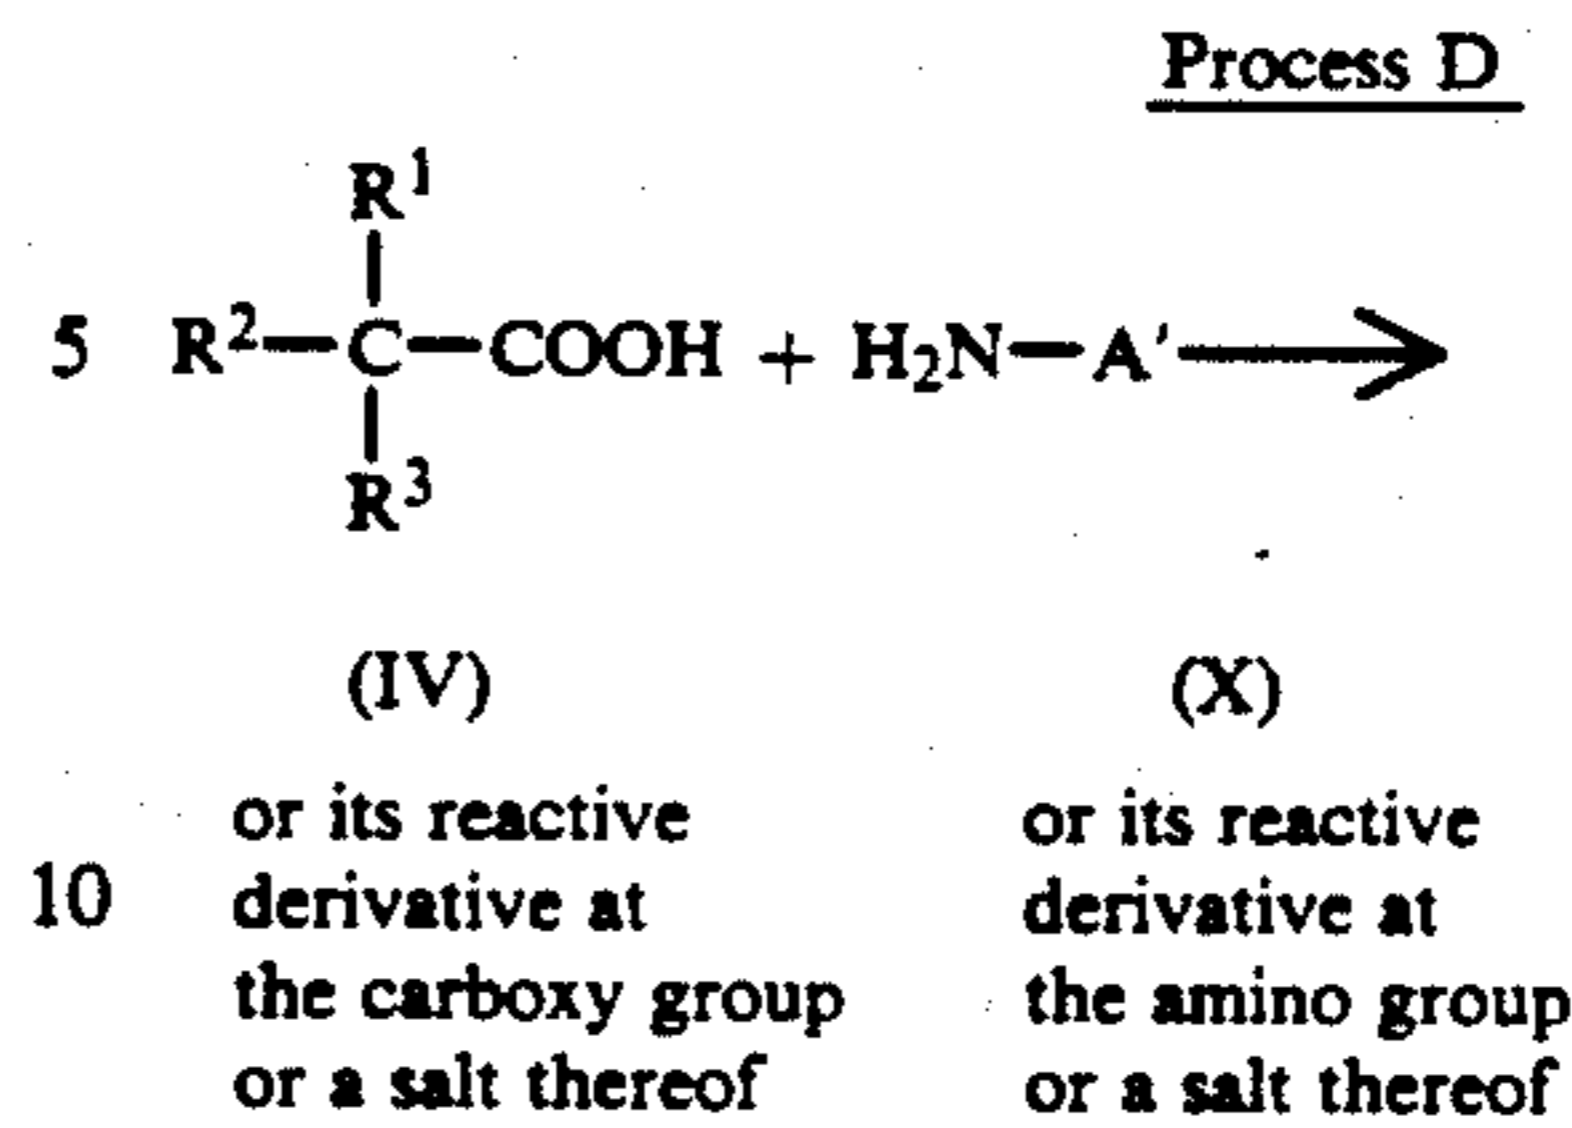 Process D
R¹
5 R²—C—COOH + H₂N—A′ →
R³
(IV) (X)
or its reactive or its reactive
10 derivative at derivative at
the carboxy group the amino group
or a salt thereof or a salt thereof